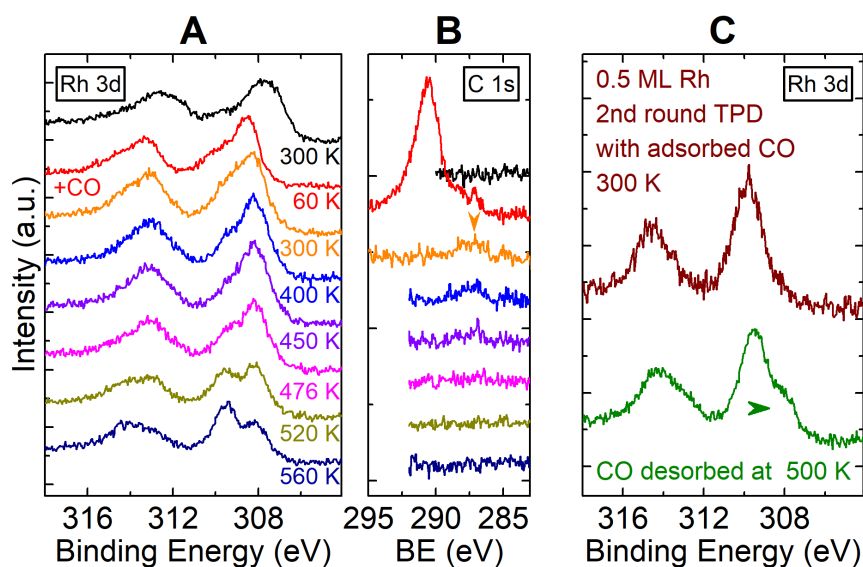 A
B
C
Intensity (a.u.)
Rh 3d
300 K
+CO
60 K
300 K
400 K
450 K
476 K
520 K
560 K
316
312
308
Binding Energy (eV)
C 1s
295
290
285
BE (eV)
0.5 ML Rh
Rh 3d
2nd round TPD
with adsorbed CO
300 K
CO desorbed at 500 K
316
312
308
Binding Energy (eV)